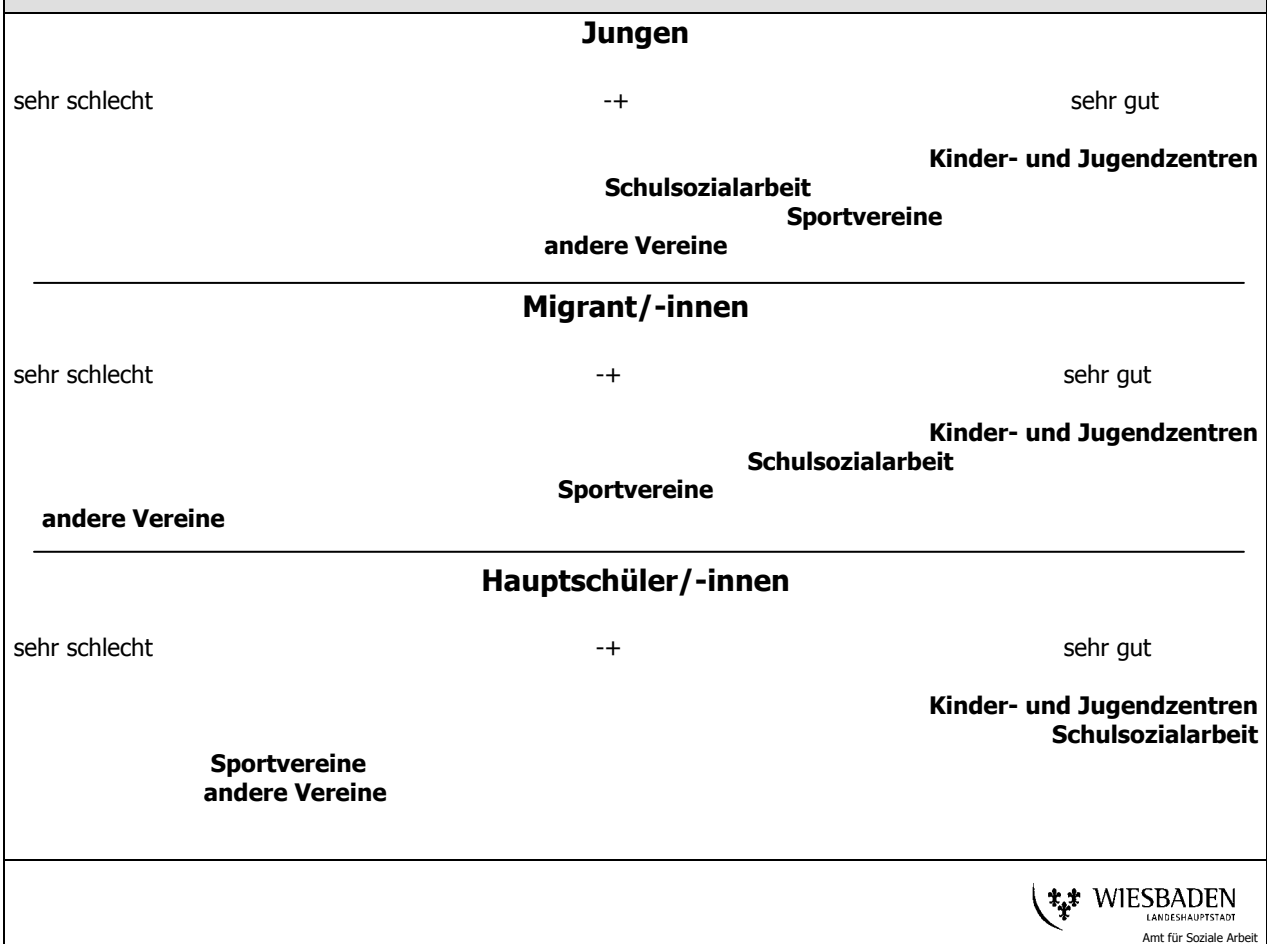 Jungen
sehr schlecht -+ sehr gut
Kinder- und Jugendzentren
Schulsozialarbeit
Sportvereine
andere Vereine
Migrant/-innen
sehr schlecht -+ sehr gut
Kinder- und Jugendzentren
Schulsozialarbeit
Sportvereine
andere Vereine
Hauptschüler/-innen
sehr schlecht -+ sehr gut
Kinder- und Jugendzentren
Schulsozialarbeit
Sportvereine
andere Vereine
WIESBADEN
LANDESHAUPTSTADT
Amt für Soziale Arbeit